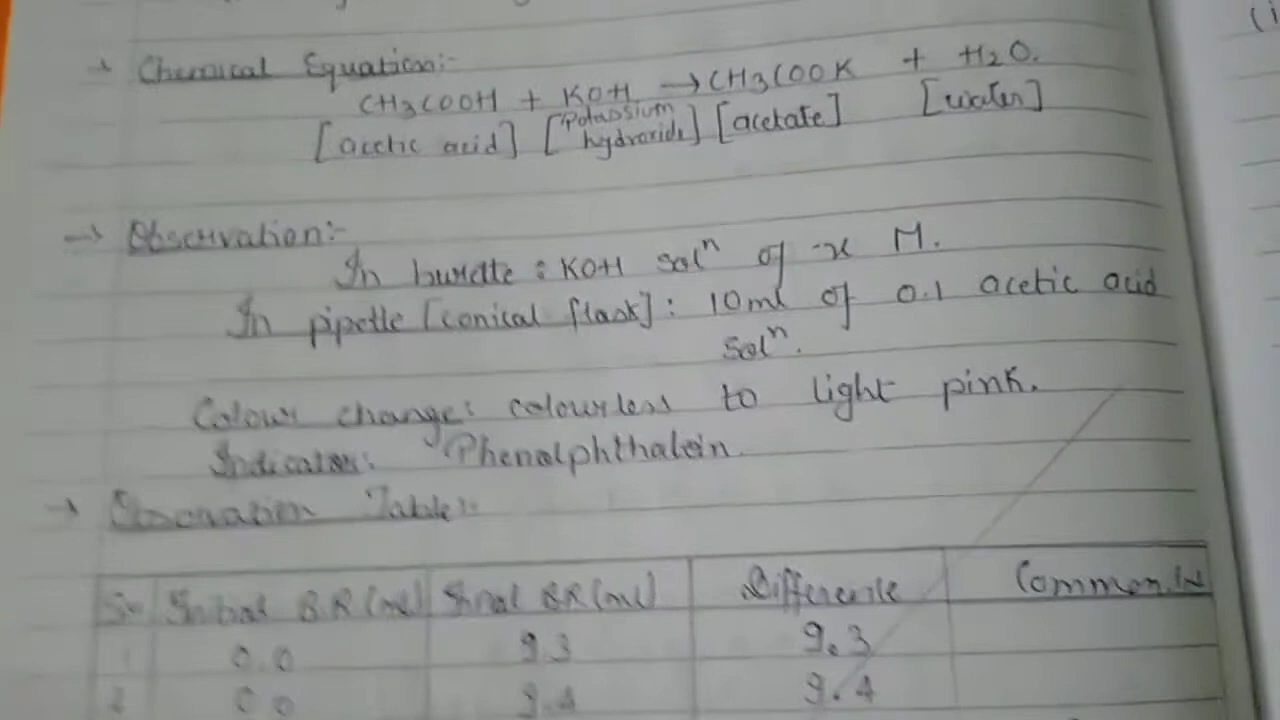 → Chemical Equation:-
CH3COOH + KOH → CH3COOK + H2O.
[acetic acid] [Potassium hydroxide] [acetate] [water]
→ Observation:-
In burette : KOH solⁿ of x M.
In pipette [conical flask] : 10ml of 0.1 acetic acid
solⁿ.
Colour change: colourless to light pink.
Indicator: Phenolphthalein.
→ Observation Table:-
Sr Initial B.R (ml) Final B.R (ml) Difference Common
1 0.0 9.3 9.3
2 0.0 9.4 9.4
(i